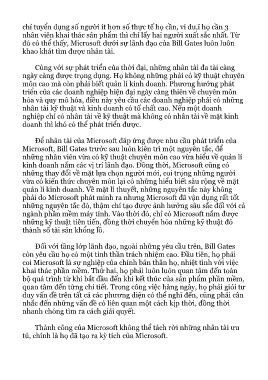 chỉ tuyển dụng số người ít hơn số thực tế họ cần, ví dụ họ cần 3
nhân viên khai thác sản phẩm thì chỉ lấy hai người xuất sắc nhất. Từ
đó có thể thấy, Microsoft dưới sự lãnh đạo của Bill Gates luôn luôn
khao khát tìm được nhân tài.
Cùng với sự phát triển của thời đại, những nhân tài đa tài càng
ngày càng được trọng dụng. Họ không những phải có kỹ thuật chuyên
môn cao mà còn phải biết quản lí kinh doanh. Phương hướng phát
triển của các doanh nghiệp hiện đại ngày càng thiên về chuyên môn
hóa và quy mô hóa, điều này yêu cầu các doanh nghiệp phải có những
nhân tài kỹ thuật và kinh doanh có tố chất cao. Nếu một doanh
nghiệp chỉ có nhân tài về kỹ thuật mà không có nhân tài về mặt kinh
doanh thì khó có thể phát triển được.
Để nhân tài của Microsoft đáp ứng được nhu cầu phát triển của
Microsoft, Bill Gates trước sau luôn kiên trì một nguyên tắc, để
những nhân viên vừa có kỹ thuật chuyên môn cao vừa hiểu về quản lí
kinh doanh nắm các vị trí lãnh đạo. Đồng thời, Microsoft cũng có
những thay đổi về mặt lựa chọn người mới, coi trọng những người
vừa có kiến thức chuyên môn lại có những hiểu biết sâu rộng về mặt
quản lí kinh doanh. Về mặt lí thuyết, những nguyên tắc này không
phải do Microsoft phát minh ra nhưng Microsoft đã vận dụng rất tốt
những nguyên tắc đó, thậm chí tạo được ảnh hưởng sâu sắc đối với cả
ngành phần mềm máy tính. Vào thời đó, chỉ có Microsoft nắm được
những kỹ thuật tiên tiến, đồng thời chuyển hóa những kỹ thuật đó
thành số tài sản khổng lồ.
Đối với tầng lớp lãnh đạo, ngoài những yêu cầu trên, Bill Gates
còn yêu cầu họ có một tinh thần trách nhiệm cao. Đầu tiên, họ phải
coi Microsoft là sự nghiệp của chính bản thân họ, nhiệt tình với việc
khai thác phần mềm. Thứ hai, họ phải luôn luôn quan tâm đến toàn
bộ quá trình từ khi bắt đầu đến khi kết thúc của sản phẩm phần mềm,
quan tâm đến từng chi tiết. Trong công việc hằng ngày, họ phải giỏi tư
duy vấn đề trên tất cả các phương diện có thể nghĩ đến, cũng phải cân
nhắc đến những vấn đề có liên quan một cách kịp thời, đồng thời
nhanh chóng tìm ra cách giải quyết.
Thành công của Microsoft không thể tách rời những nhân tài ưu
tú, chính là họ đã tạo ra kỳ tích của Microsoft.